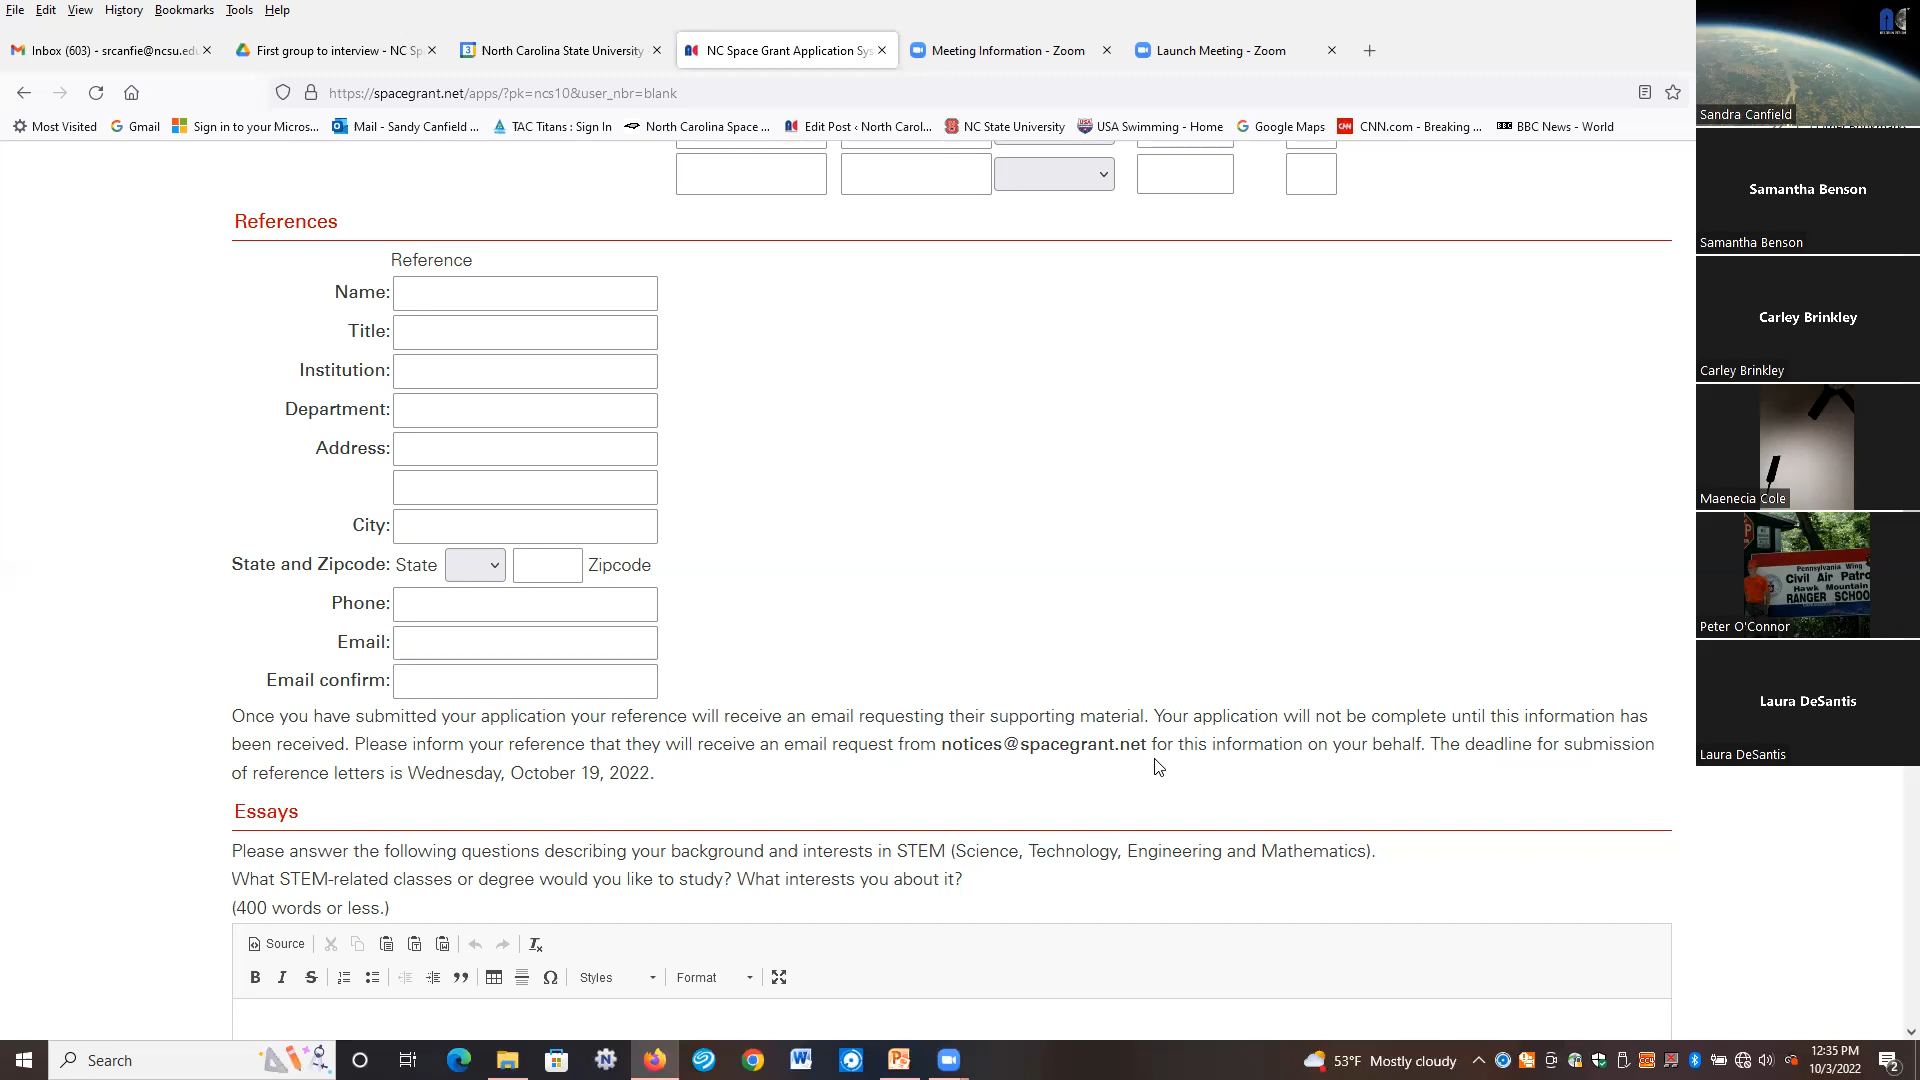 File Edit View History Bookmarks Tools Help
Inbox (603) - srcanfie@ncsu.ed
First group to interview - NC Sp
North Carolina State University
NC Space Grant Application Sys
Meeting Information - Zoom
Launch Meeting - Zoom
https://spacegrant.net/apps/?pk=ncs10&user_nbr=blank
Most Visited
Gmail
Sign in to your Micros...
Mail - Sandy Canfield ...
TAC Titans : Sign In
North Carolina Space ...
Edit Post ‹ North Carol...
NC State University
USA Swimming - Home
Google Maps
CNN.com - Breaking ...
BBC News - World
References
Reference
Name:
Title:
Institution:
Department:
Address:
City:
State and Zipcode: State Zipcode
Phone:
Email:
Email confirm:
Once you have submitted your application your reference will receive an email requesting their supporting material. Your application will not be complete until this information has
been received. Please inform your reference that they will receive an email request from notices@spacegrant.net for this information on your behalf. The deadline for submission
of reference letters is Wednesday, October 19, 2022.
Essays
Please answer the following questions describing your background and interests in STEM (Science, Technology, Engineering and Mathematics).
What STEM-related classes or degree would you like to study? What interests you about it?
(400 words or less.)
Source
Styles
Format
Sandra Canfield
Samantha Benson
Samantha Benson
Carley Brinkley
Carley Brinkley
Maenecia Cole
Pennsylvania Wing
Civil Air Patro
Hawk Mountain
RANGER SCHOO
Peter O'Connor
Laura DeSantis
Laura DeSantis
Search
53°F Mostly cloudy
12:35 PM
10/3/2022
2